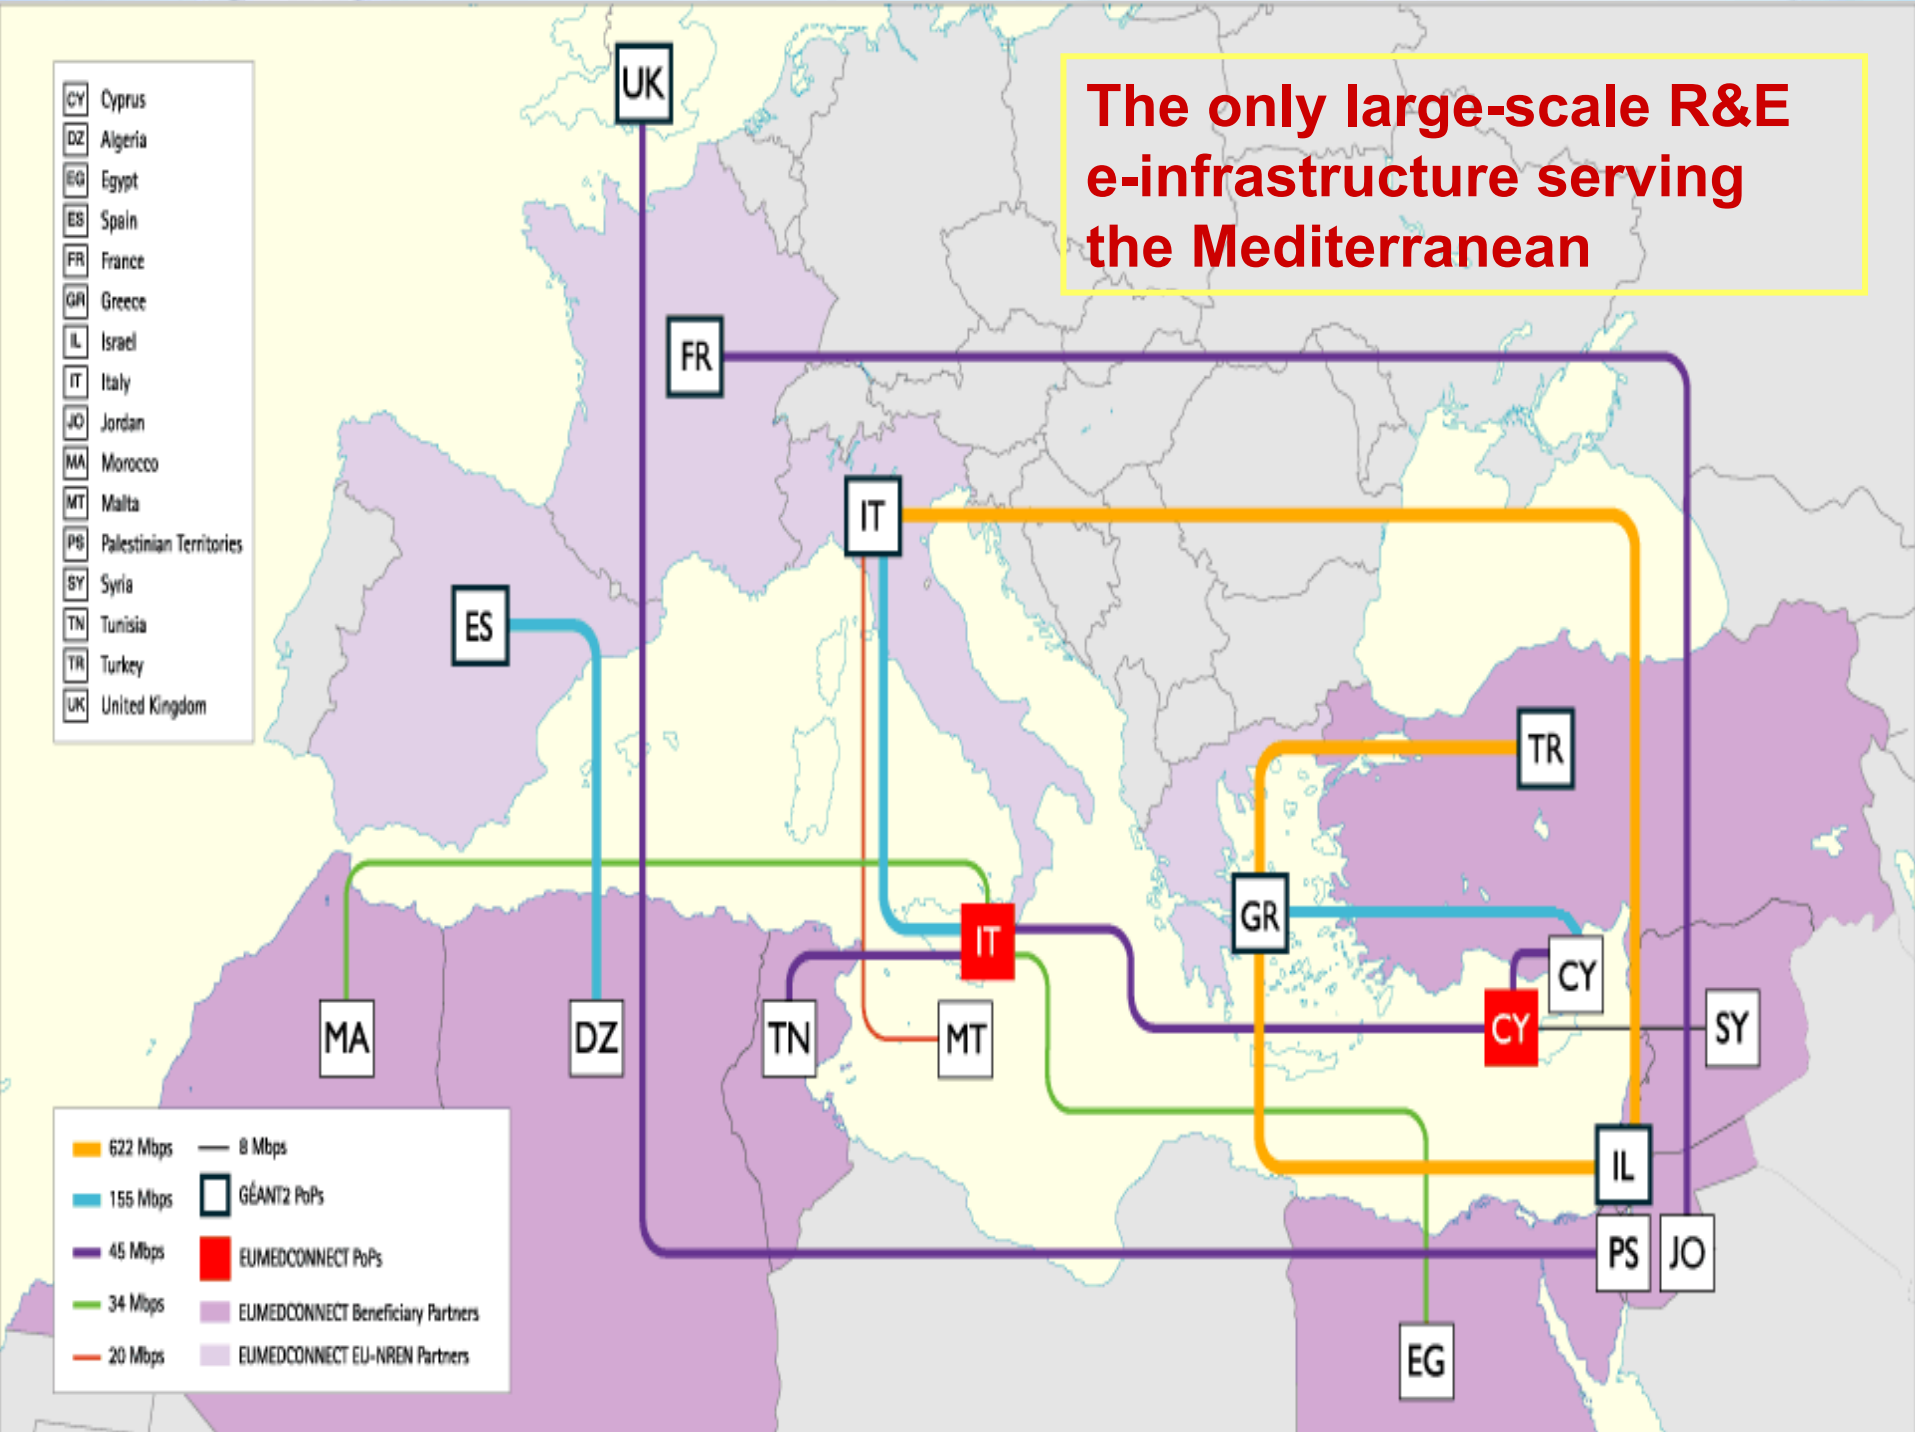 The only large-scale R&E
e-infrastructure serving
the Mediterranean
CY Cyprus
DZ Algeria
EG Egypt
ES Spain
FR France
GR Greece
IL Israel
IT Italy
JO Jordan
MA Morocco
MT Malta
PS Palestinian Territories
SY Syria
TN Tunisia
TR Turkey
UK United Kingdom
UK
FR
IT
ES
TR
GR
IT
CY
CY
SY
MA
DZ
TN
MT
IL
PS
JO
EG
622 Mbps
155 Mbps
45 Mbps
34 Mbps
20 Mbps
8 Mbps
GÉANT2 PoPs
EUMEDCONNECT PoPs
EUMEDCONNECT Beneficiary Partners
EUMEDCONNECT EU-NREN Partners